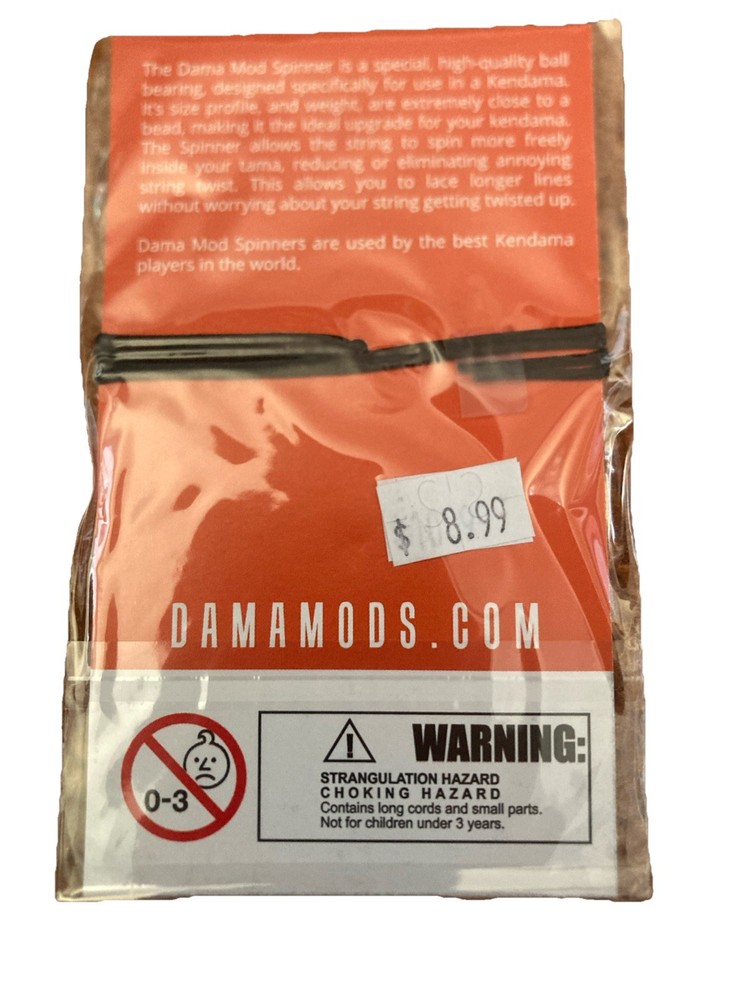 The Dama Mod Spinner is a special, high-quality ball
bearing, designed specifically for use in a Kendama.
It's size profile, and weight, are extremely close to a
bead, making it the ideal upgrade for your kendama.
The Spinner allows the string to spin more freely
inside your tama, reducing or eliminating annoying
string twist. This allows you to lace longer lines
without worrying about your string getting twisted up.
Dama Mod Spinners are used by the best Kendama
players in the world.
$ 8.99
DAMAMODS.COM
0-3
! WARNING:
STRANGULATION HAZARD
CHOKING HAZARD
Contains long cords and small parts.
Not for children under 3 years.